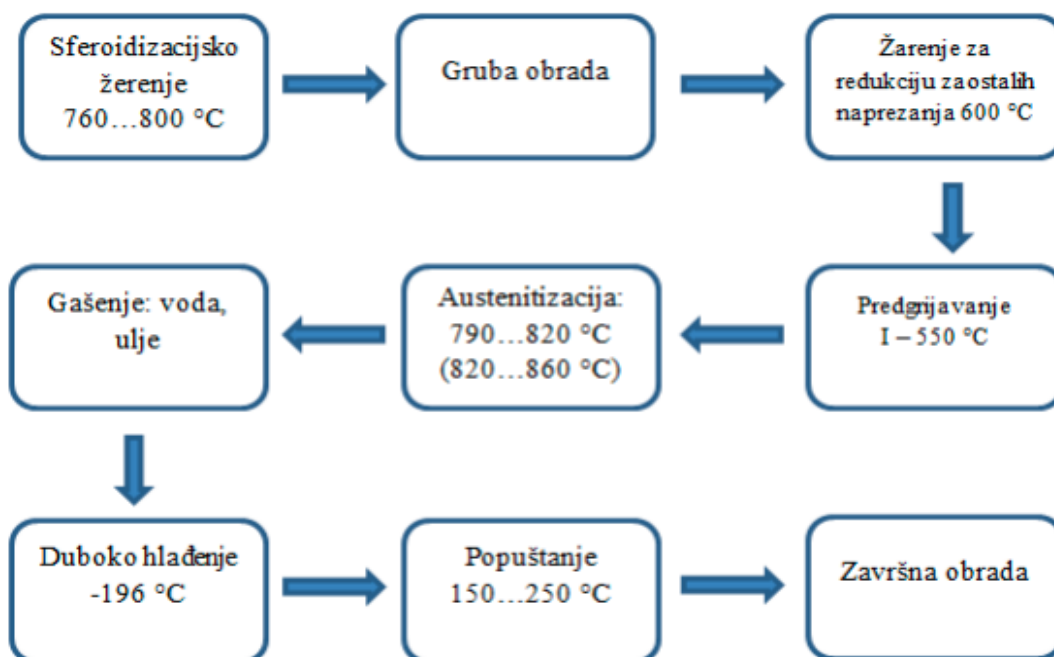 Sferoidizacijsko
žerenje
760…800 °C
Gruba obrada
Žarenje za
redukciju zaostalih
naprezanja 600 °C
Predgrijavanje
I – 550 °C
Austenitizacija:
790…820 °C
(820…860 °C)
Gašenje: voda,
ulje
Duboko hlađenje
-196 °C
Popuštanje
150…250 °C
Završna obrada